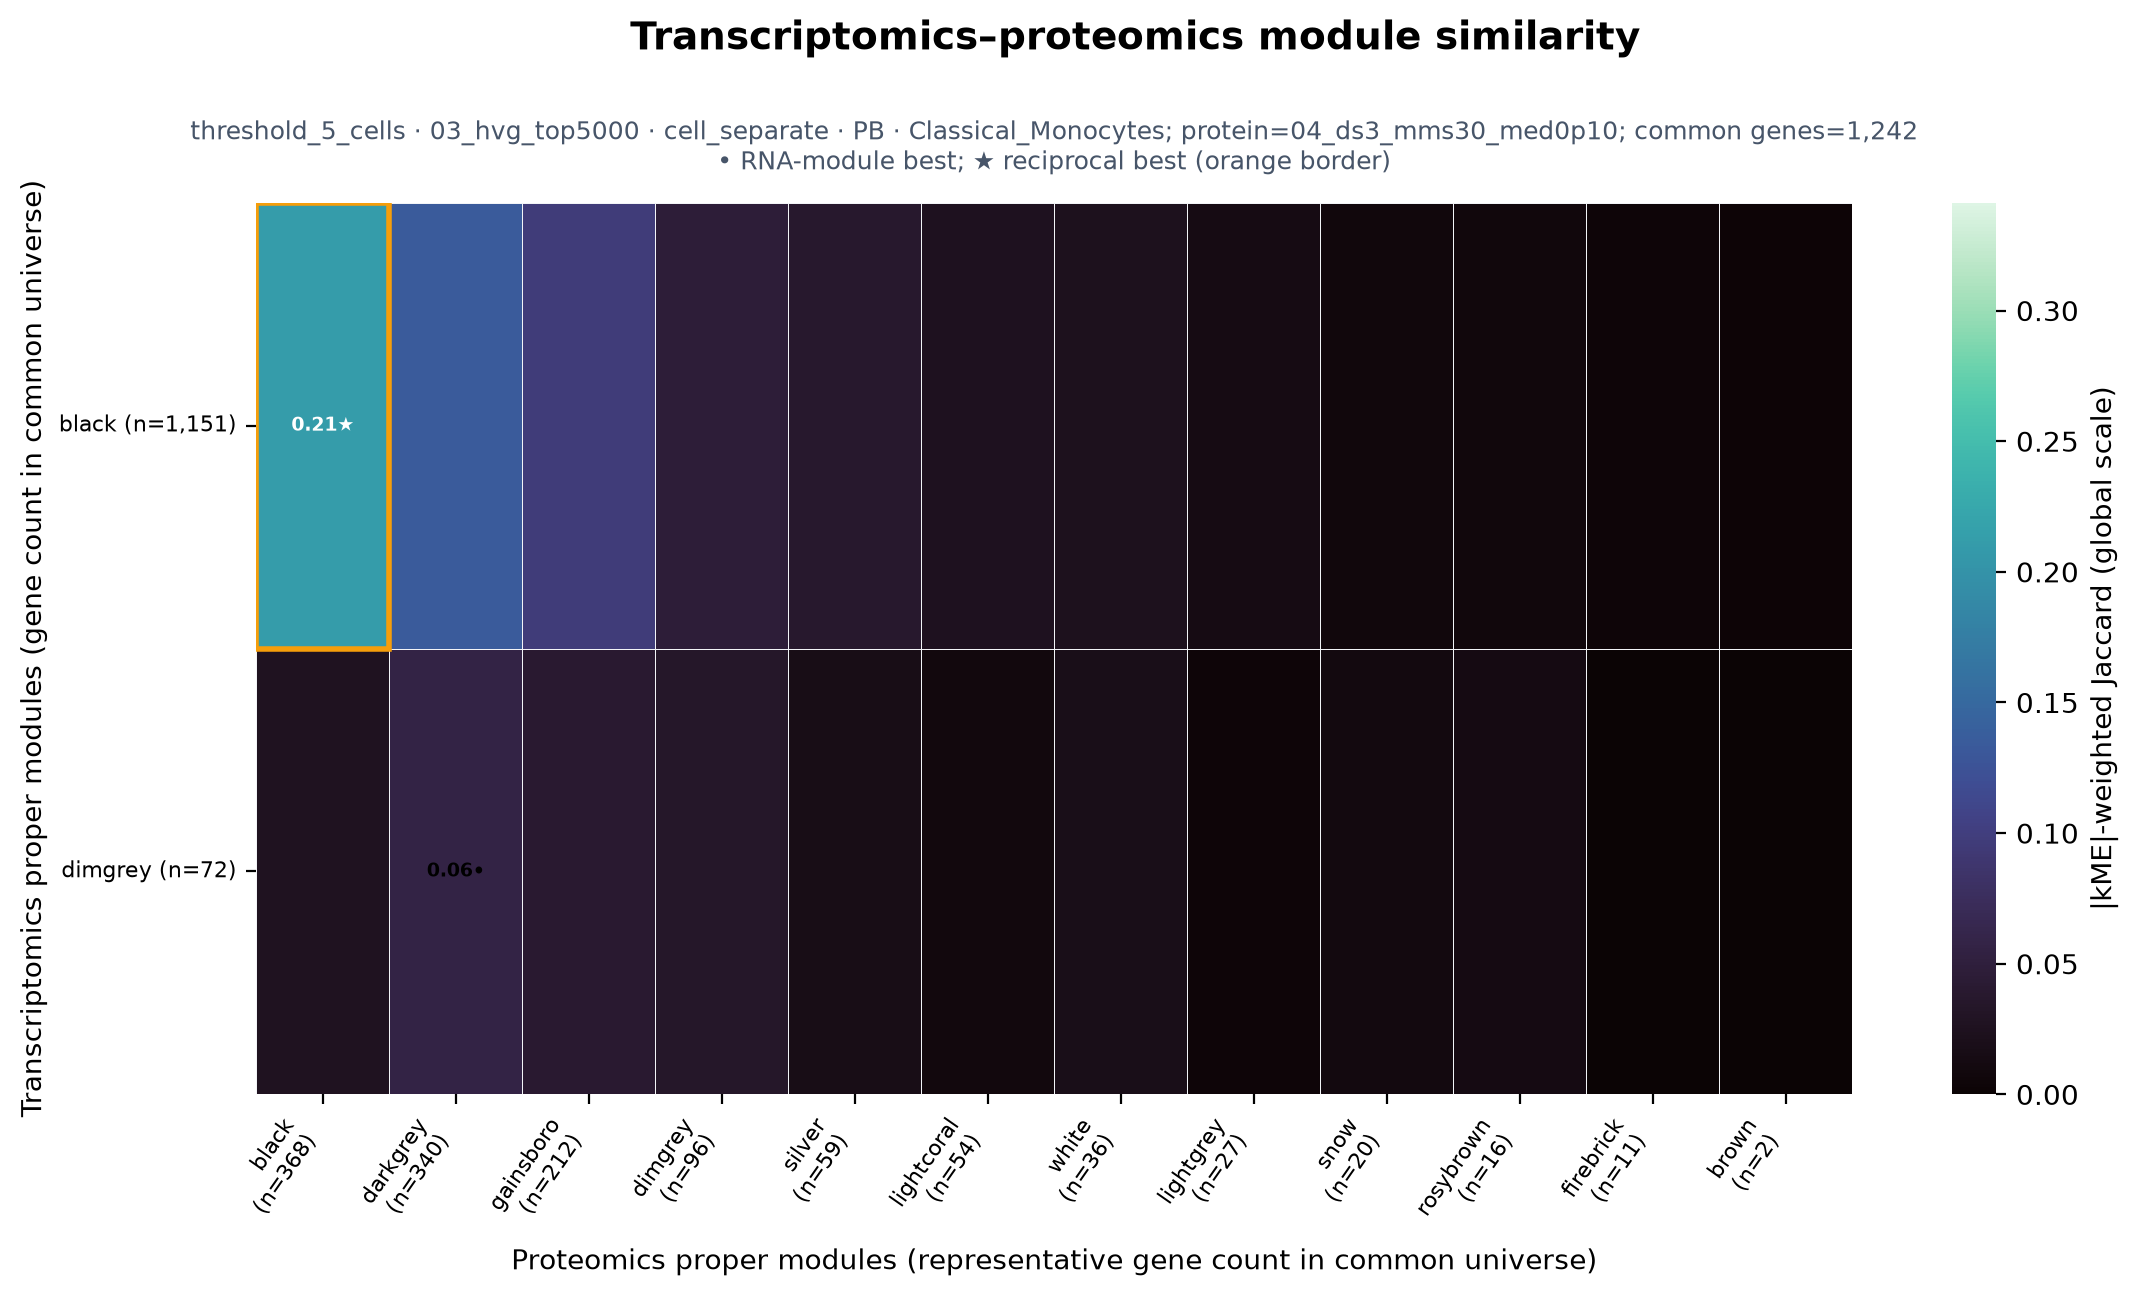 Transcriptomics–proteomics module similarity
threshold_5_cells · 03_hvg_top5000 · cell_separate · PB · Classical_Monocytes; protein=04_ds3_mms30_med0p10; common genes=1,242
• RNA-module best; ★ reciprocal best (orange border)
Transcriptomics proper modules (gene count in common universe)
black (n=1,151)
dimgrey (n=72)
0.21★
0.06•
black
(n=368)
darkgrey
(n=340)
gainsboro
(n=212)
dimgrey
(n=96)
silver
(n=59)
lightcoral
(n=54)
white
(n=36)
lightgrey
(n=27)
snow
(n=20)
rosybrown
(n=16)
firebrick
(n=11)
brown
(n=2)
Proteomics proper modules (representative gene count in common universe)
0.30
0.25
0.20
0.15
0.10
0.05
0.00
|kME|-weighted Jaccard (global scale)